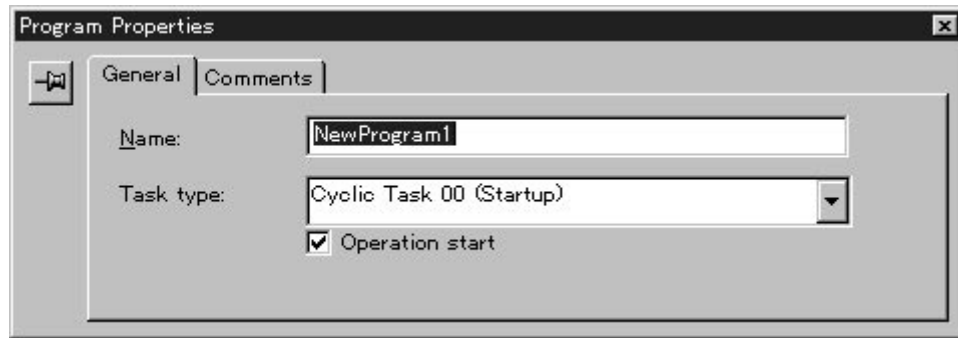 Program Properties
General
Comments
Name:
NewProgram1
Task type:
Cyclic Task 00 (Startup)
Operation start